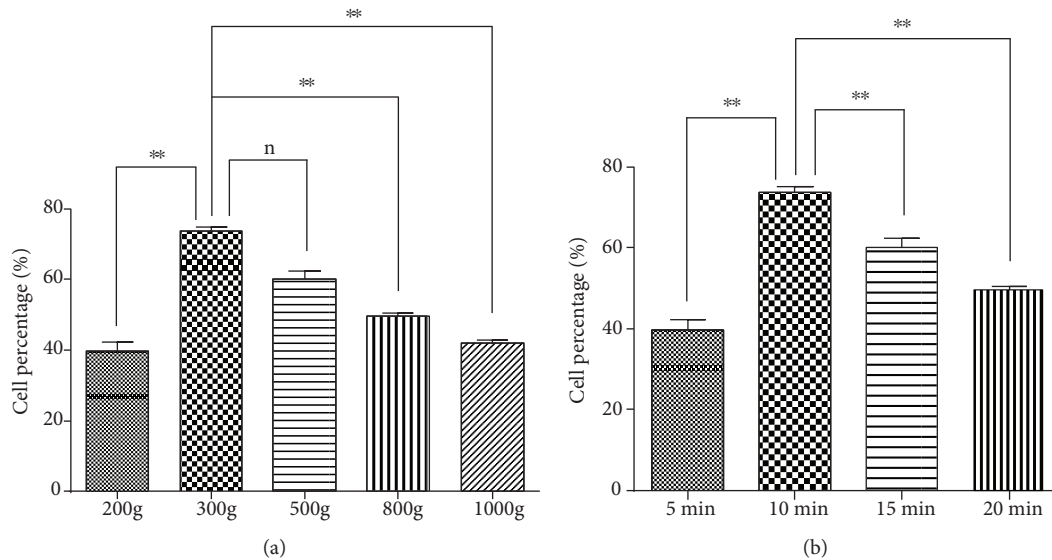 **
**
**
n
80
60
40
20
0
Cell percentage (%)
200g
300g
500g
800g
1000g
(a)
**
**
**
80
60
40
20
0
Cell percentage (%)
5 min
10 min
15 min
20 min
(b)